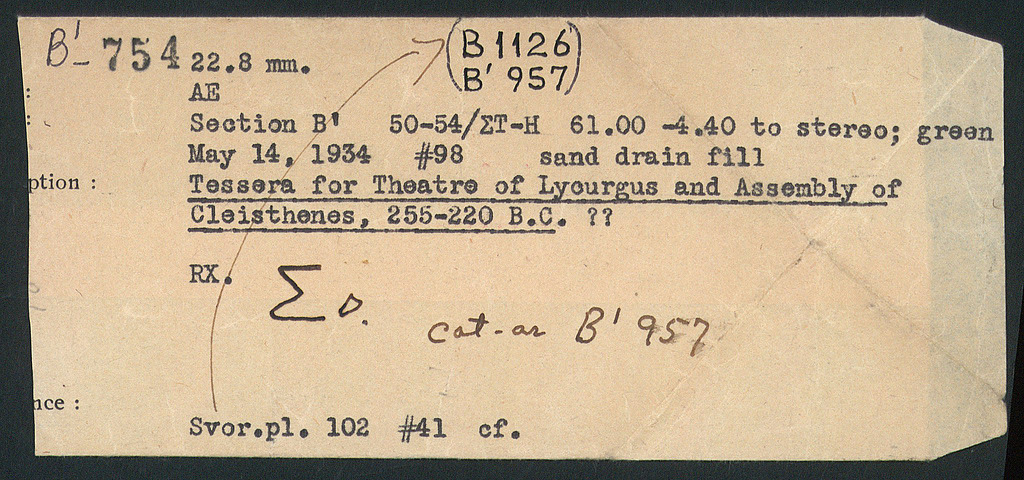 B'- 754 22.8 mm.
(B 1126
B' 957)
: AE
: Section B' 50-54/ΣT-H 61.00 -4.40 to stereo; green
May 14, 1934 #98 sand drain fill
ption : Tessera for Theatre of Lycurgus and Assembly of
Cleisthenes, 255-220 B.C. ??
RX.
Σ D.
cat-as B' 957
nce :
Svor.pl. 102 #41 cf.